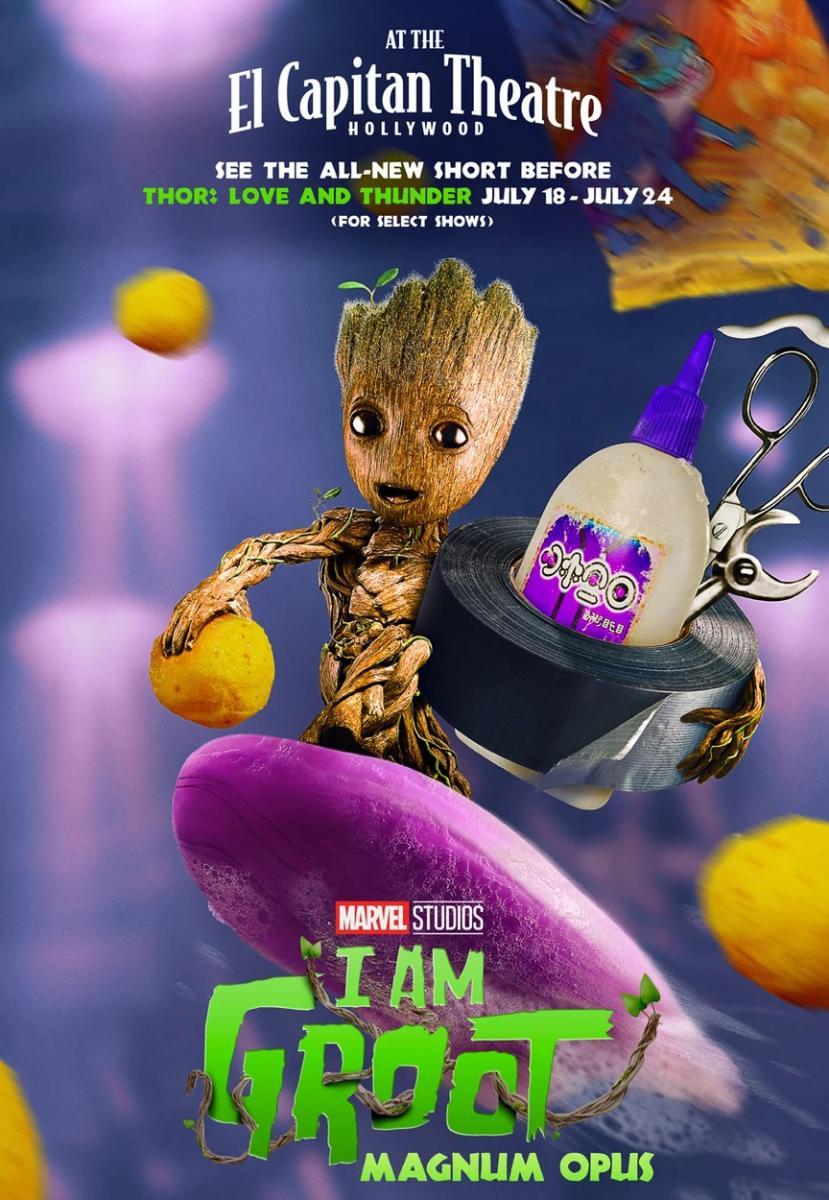 AT THE
El Capitan Theatre
HOLLYWOOD
SEE THE ALL-NEW SHORT BEFORE
THOR: LOVE AND THUNDER JULY 18 - JULY 24
(FOR SELECT SHOWS)
MARVEL STUDIOS
I AM
GROOT
MAGNUM OPUS